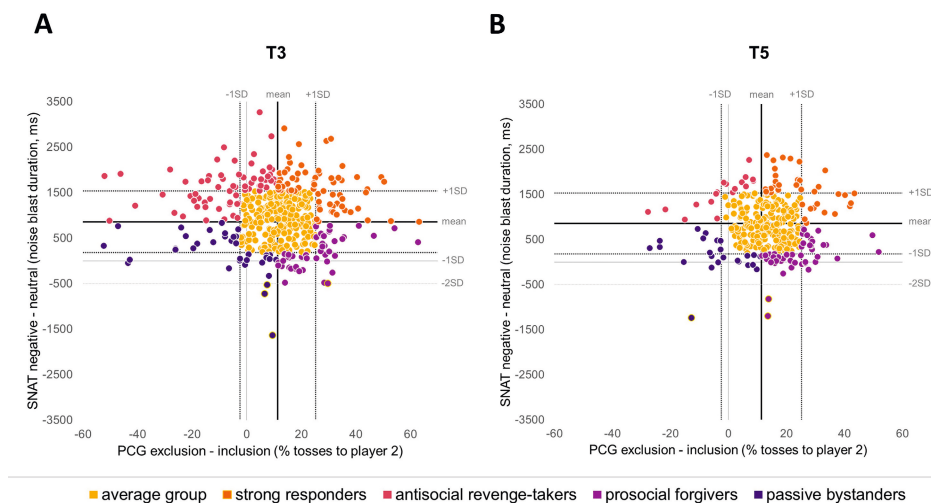 A
B
T3
T5
-1SD mean +1SD
-1SD mean +1SD
SNAT negative - neutral (noise blast duration, ms)
3500
2500
1500
500
-500
-1500
-2500
-3500
+1SD
mean
-1SD
-2SD
-60 -40 -20 0 20 40 60
PCG exclusion - inclusion (% tosses to player 2)
SNAT negative - neutral (noise blast duration, ms)
3500
2500
1500
500
-500
-1500
-2500
-3500
+1SD
mean
-1SD
-2SD
-60 -40 -20 0 20 40 60
PCG exclusion - inclusion (% tosses to player 2)
average group strong responders antisocial revenge-takers prosocial forgivers passive bystanders